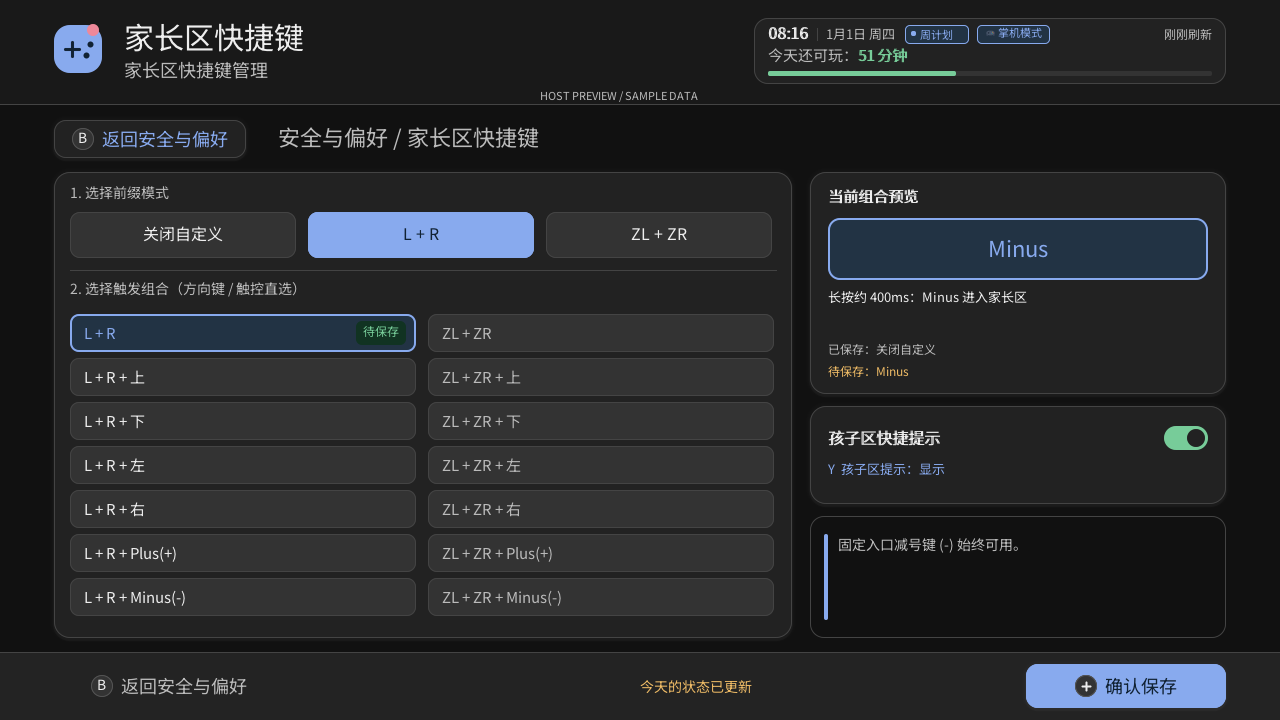 家长区快捷键
家长区快捷键管理
08:16 1月1日 周四 周计划 掌机模式 刚刚刷新
今天还可玩：51 分钟
HOST PREVIEW / SAMPLE DATA
B 返回安全与偏好 安全与偏好 / 家长区快捷键
1. 选择前缀模式
关闭自定义 L + R ZL + ZR
2. 选择触发组合（方向键 / 触控直选）
L + R 待保存 ZL + ZR
L + R + 上 ZL + ZR + 上
L + R + 下 ZL + ZR + 下
L + R + 左 ZL + ZR + 左
L + R + 右 ZL + ZR + 右
L + R + Plus(+) ZL + ZR + Plus(+)
L + R + Minus(-) ZL + ZR + Minus(-)
当前组合预览
Minus
长按约 400ms：Minus 进入家长区
已保存：关闭自定义
待保存：Minus
孩子区快捷提示
Y 孩子区提示：显示
固定入口减号键 (-) 始终可用。
B 返回安全与偏好 今天的状态已更新 确认保存